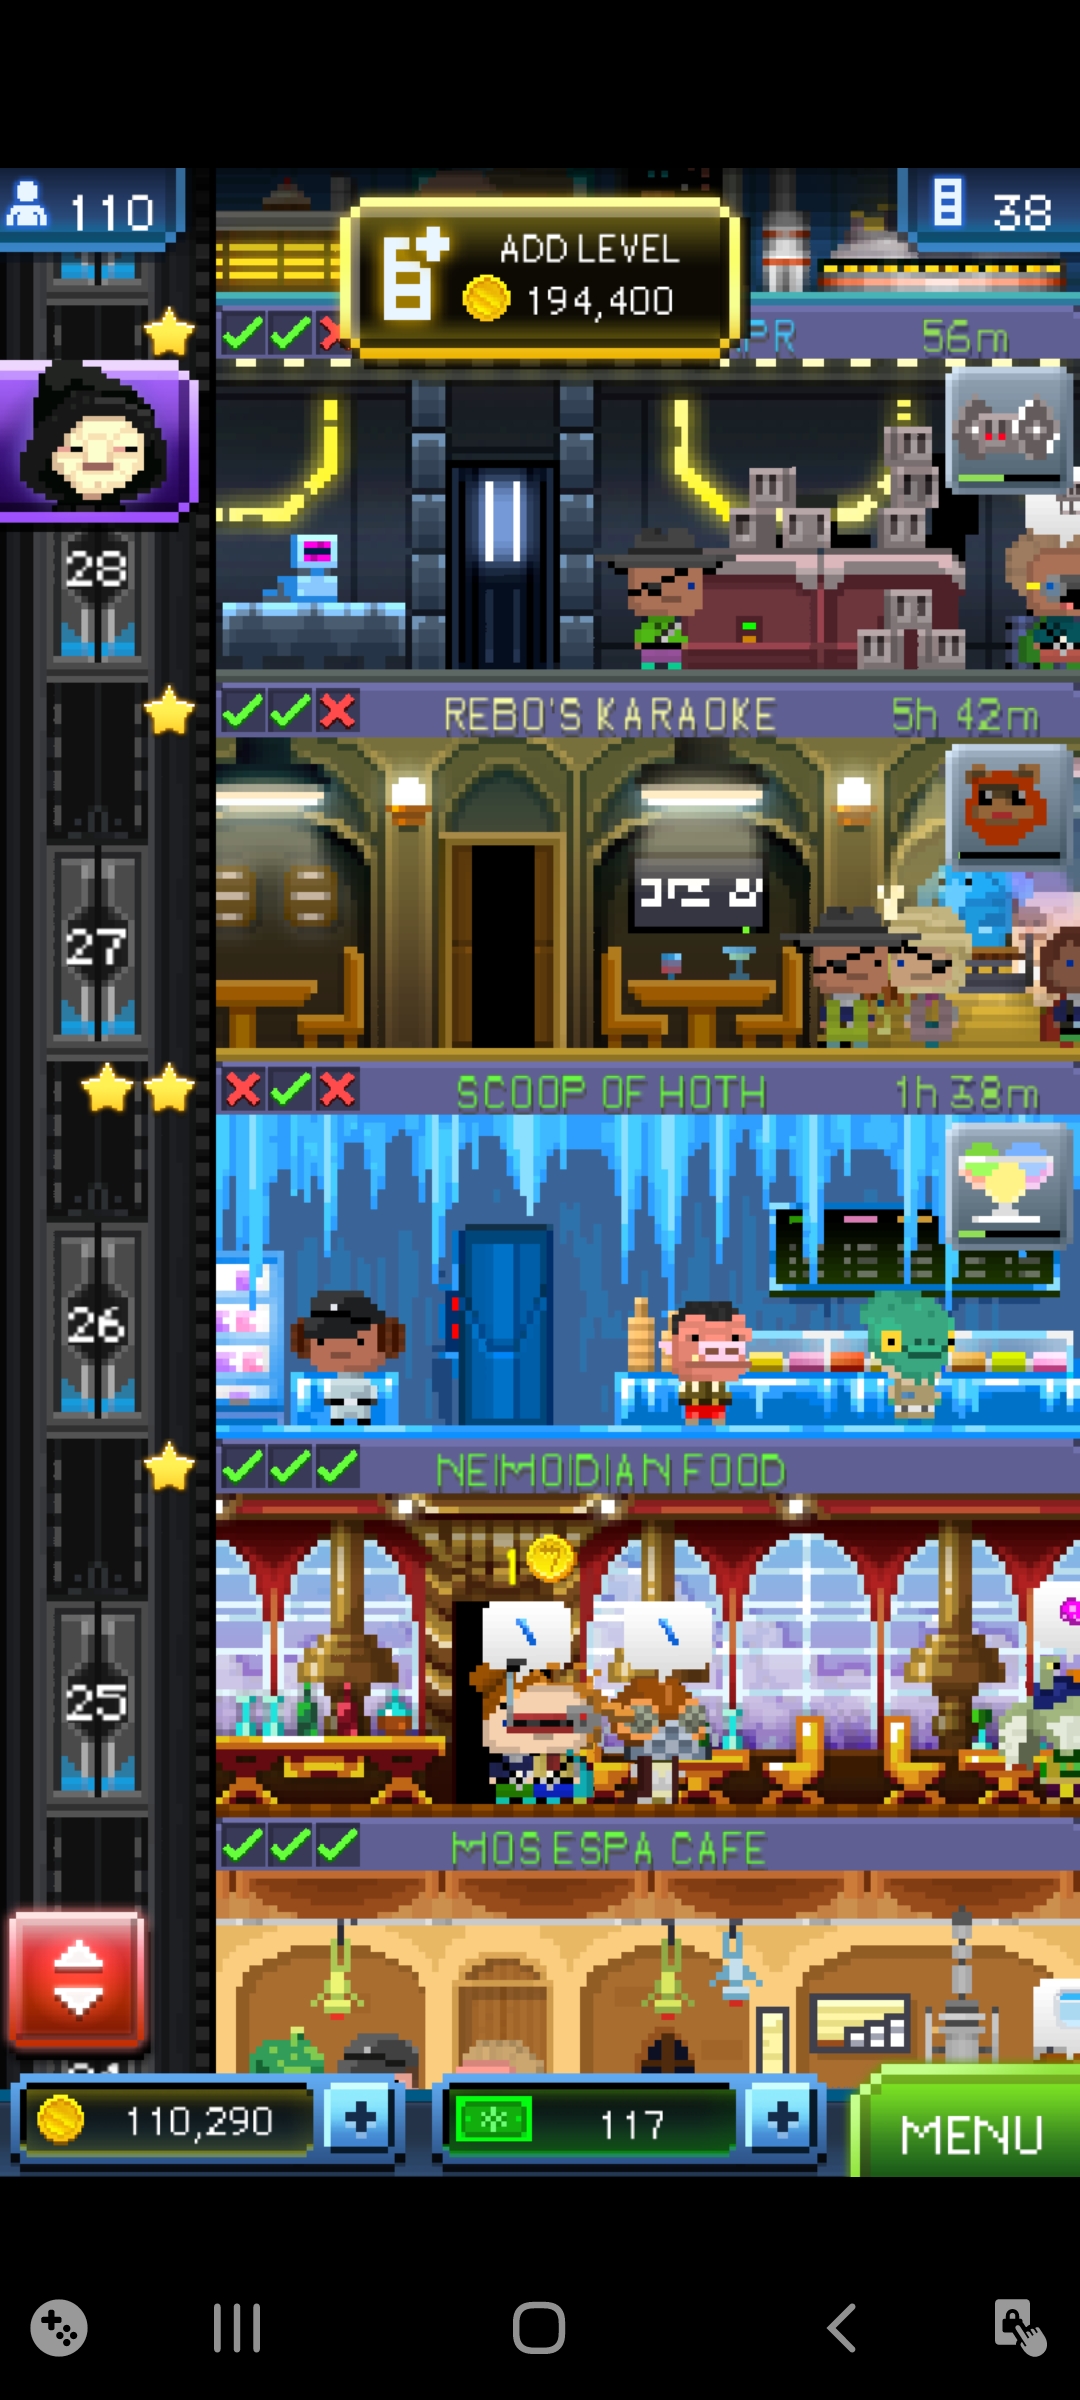 110
38
ADD LEVEL
194,400
PR 56m
28
REBO'S KARAOKE 5h 42m
27
SCOOP OF HOTH 1h 38m
26
NEIMOIDIAN FOOD
1
25
MOS ESPA CAFE
110,290
117
MENU